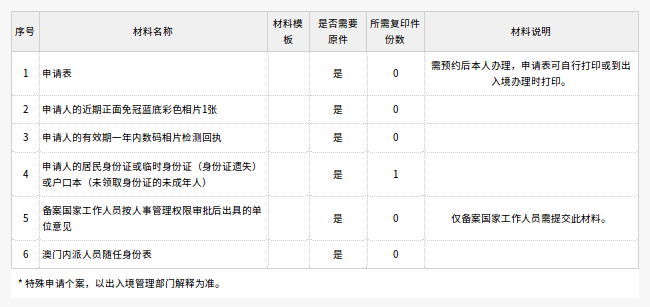 序号 材料名称 材料模板 是否需要原件 所需复印件份数 材料说明
1 申请表 是 0 需预约后本人办理，申请表可自行打印或到出入境办理时打印。
2 申请人的近期正面免冠蓝底彩色相片1张 是 0
3 申请人的有效期一年内数码相片检测回执 是 0
4 申请人的居民身份证或临时身份证（身份证遗失）或户口本（未领取身份证的未成年人） 是 1
5 备案国家工作人员按人事管理权限审批后出具的单位意见 是 0 仅备案国家工作人员需提交此材料。
6 澳门内派人员随任身份表 是 0
* 特殊申请个案，以出入境管理部门解释为准。